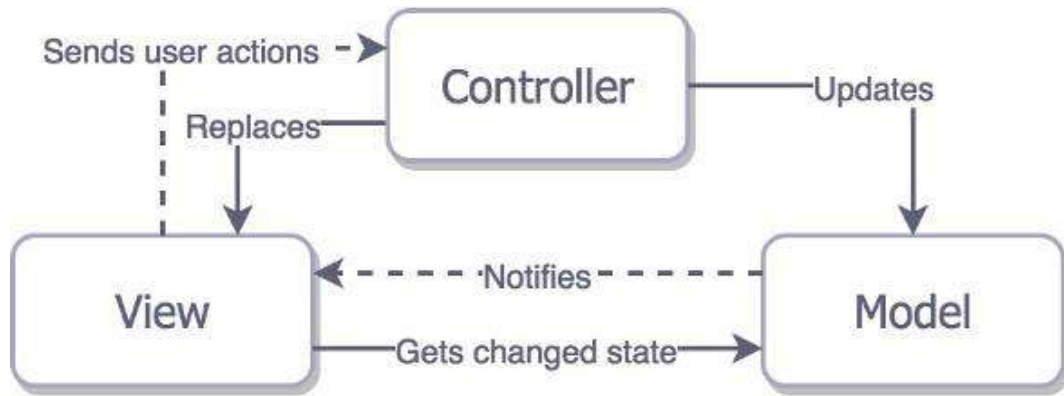 Sends user actions
Controller
Updates
Replaces
View
Notifies
Model
Gets changed state